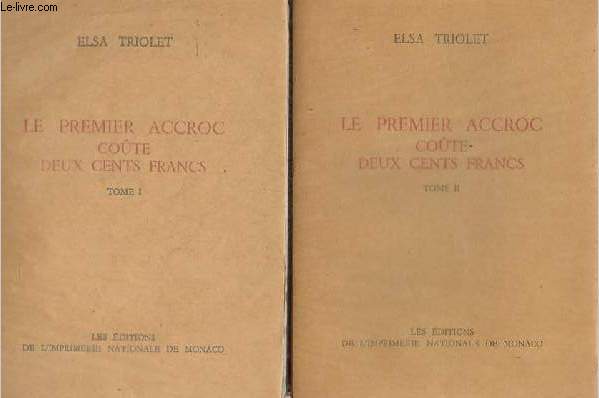 Le-livre.com
ELSA TRIOLET
LE PREMIER ACCROC
COÛTE
DEUX CENTS FRANCS
TOME I
LES ÉDITIONS
DE L'IMPRIMERIE NATIONALE DE MONACO
ELSA TRIOLET
LE PREMIER ACCROC
COÛTE
DEUX CENTS FRANCS
TOME II
LES ÉDITIONS
DE L'IMPRIMERIE NATIONALE DE MONACO